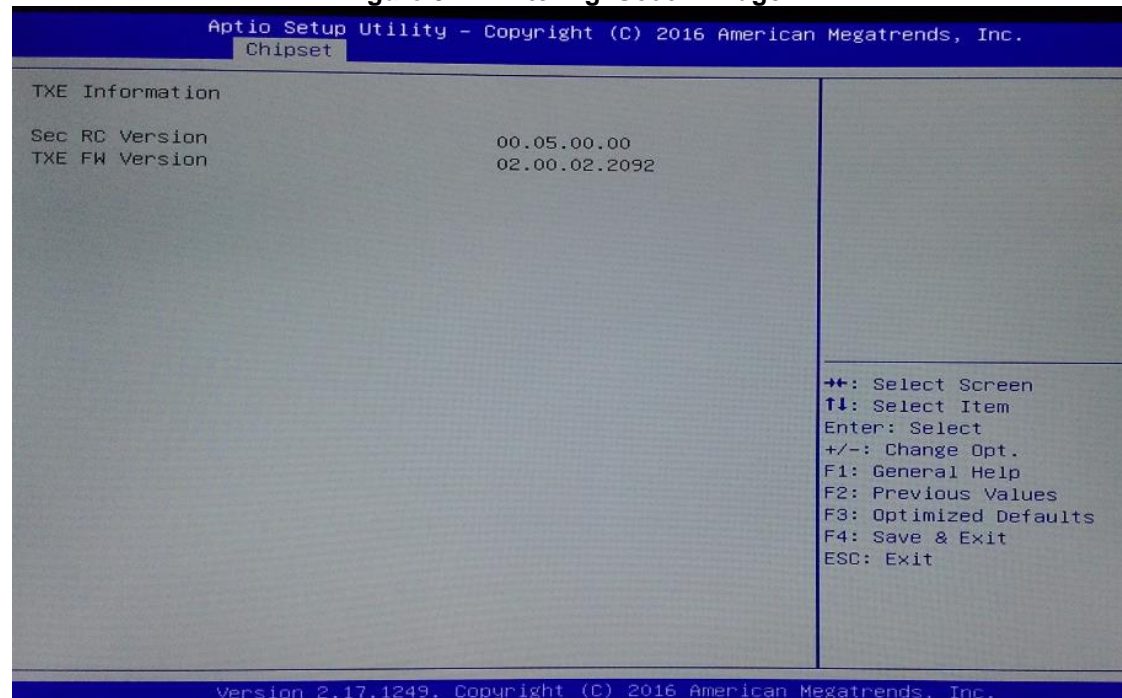 Aptio Setup Utility - Copyright (C) 2016 American Megatrends, Inc.
Chipset
TXE Information
Sec RC Version 00.05.00.00
TXE FW Version 02.00.02.2092
→←: Select Screen
↑↓: Select Item
Enter: Select
+/-: Change Opt.
F1: General Help
F2: Previous Values
F3: Optimized Defaults
F4: Save & Exit
ESC: Exit
Version 2.17.1249. Copyright (C) 2016 American Megatrends, Inc.